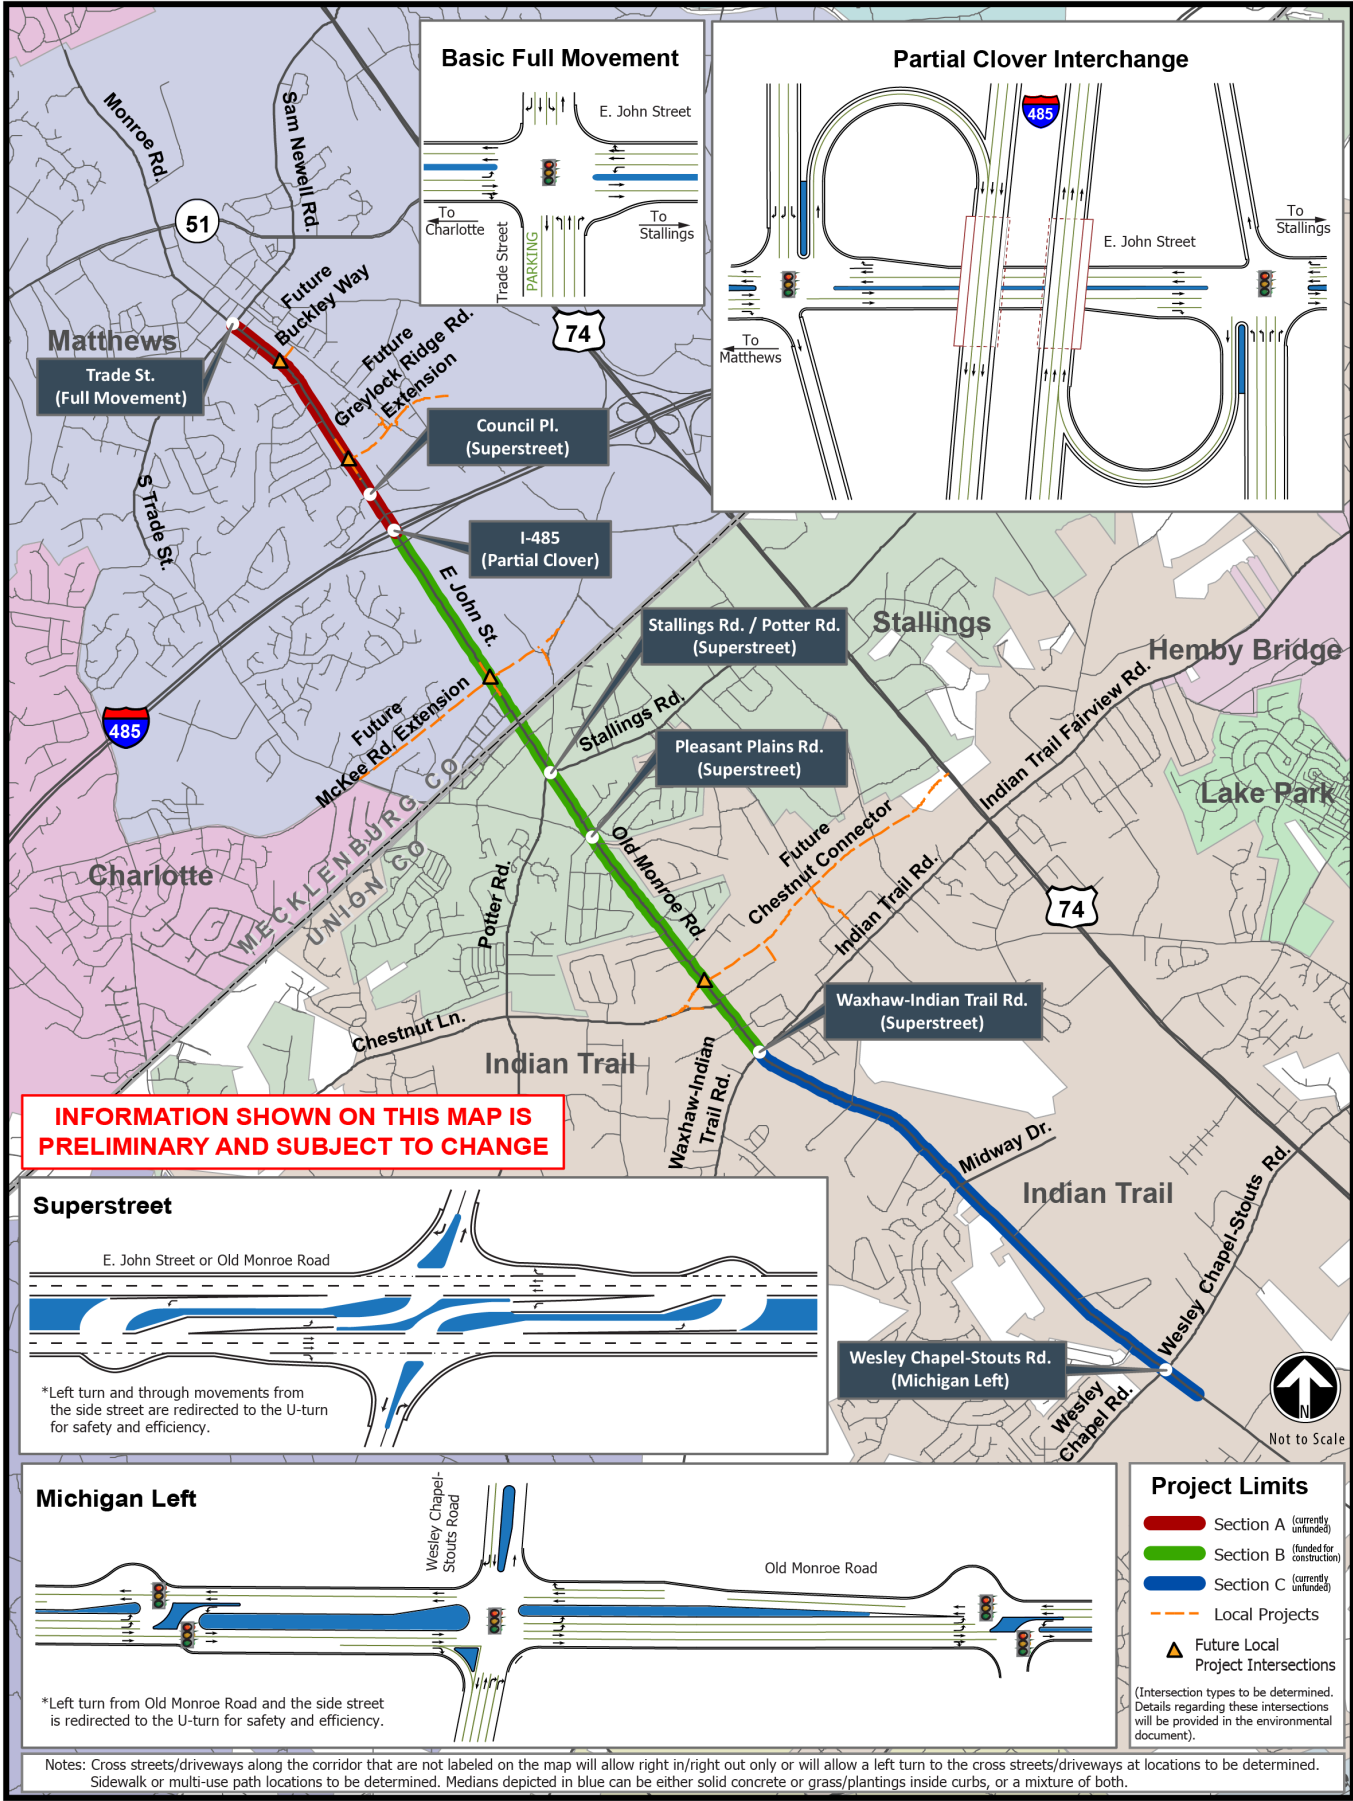 Basic Full Movement
E. John Street
To
Charlotte
Trade Street
PARKING
To
Stallings
Partial Clover Interchange
485
E. John Street
To
Stallings
To
Matthews
Monroe Rd.
Sam Newell Rd.
51
Future
Buckley Way
Matthews
Trade St.
(Full Movement)
Future
Greylock Ridge Rd.
Extension
74
Council Pl.
(Superstreet)
S Trade St.
I-485
(Partial Clover)
E John St.
Stallings Rd. / Potter Rd.
(Superstreet)
Stallings
Hemby Bridge
485
Future
McKee Rd. Extension
Stallings Rd.
Pleasant Plains Rd.
(Superstreet)
Indian Trail Fairview Rd.
Lake Park
MECKLENBURG CO
UNION CO
Charlotte
Old Monroe Rd.
Future
Chestnut Connector
Indian Trail Rd.
74
Potter Rd.
Waxhaw-Indian Trail Rd.
(Superstreet)
Chestnut Ln.
Indian Trail
Waxhaw-Indian
Trail Rd.
INFORMATION SHOWN ON THIS MAP IS
PRELIMINARY AND SUBJECT TO CHANGE
Midway Dr.
Indian Trail
Wesley Chapel-Stouts Rd.
Wesley Chapel-Stouts Rd.
(Michigan Left)
Wesley
Chapel Rd.
N
Not to Scale
Superstreet
E. John Street or Old Monroe Road
*Left turn and through movements from
the side street are redirected to the U-turn
for safety and efficiency.
Michigan Left
Wesley Chapel-
Stouts Road
Old Monroe Road
*Left turn from Old Monroe Road and the side street
is redirected to the U-turn for safety and efficiency.
Project Limits
Section A (currently unfunded)
Section B (funded for construction)
Section C (currently unfunded)
Local Projects
Future Local
Project Intersections
(Intersection types to be determined.
Details regarding these intersections
will be provided in the environmental
document).
Notes: Cross streets/driveways along the corridor that are not labeled on the map will allow right in/right out only or will allow a left turn to the cross streets/driveways at locations to be determined.
Sidewalk or multi-use path locations to be determined. Medians depicted in blue can be either solid concrete or grass/plantings inside curbs, or a mixture of both.